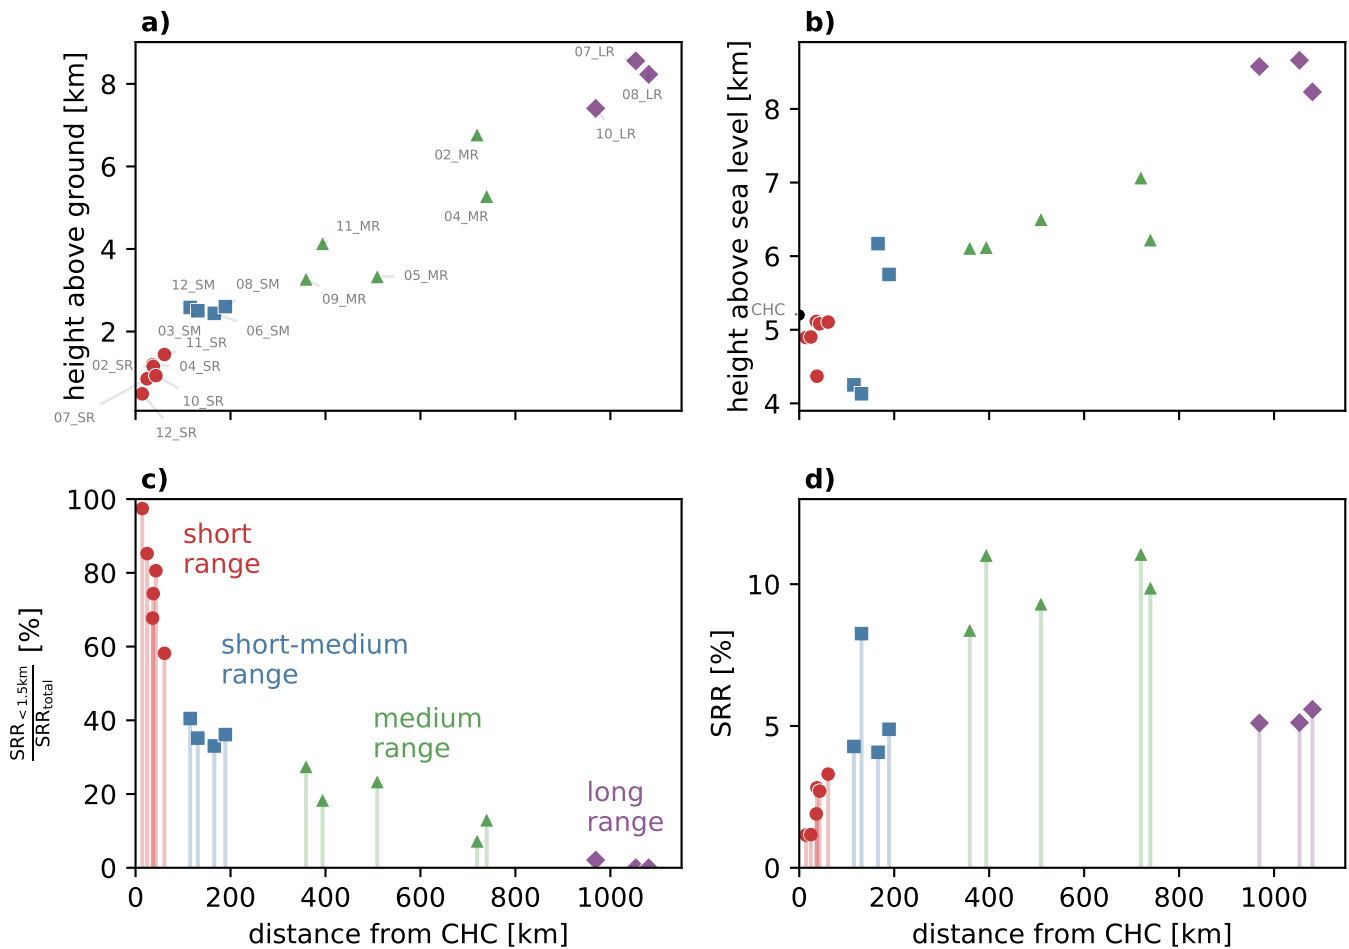 a)
height above ground [km]
8
6
4
2
07_LR
08_LR
10_LR
02_MR
04_MR
11_MR
05_MR
09_MR
12_SM
08_SM
03_SM
06_SM
11_SR
02_SR
04_SR
10_SR
07_SR
12_SR
b)
height above sea level [km]
8
7
6
5
4
CHC
c)
SRR<1.5km
SRRtotal
[%]
100
80
60
40
20
0
short
range
short-medium
range
medium
range
long
range
0
200
400
600
800
1000
distance from CHC [km]
d)
SRR [%]
10
5
0
0
200
400
600
800
1000
distance from CHC [km]